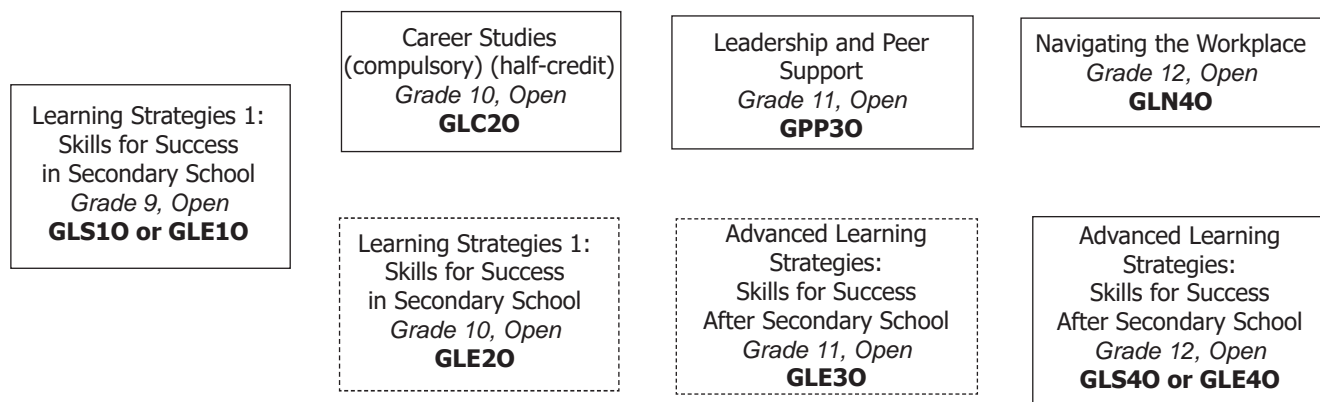 Learning Strategies 1:
Skills for Success
in Secondary School
Grade 9, Open
GLS1O or GLE1O
Career Studies
(compulsory) (half-credit)
Grade 10, Open
GLC2O
Learning Strategies 1:
Skills for Success
in Secondary School
Grade 10, Open
GLE2O
Leadership and Peer
Support
Grade 11, Open
GPP3O
Advanced Learning
Strategies:
Skills for Success
After Secondary School
Grade 11, Open
GLE3O
Navigating the Workplace
Grade 12, Open
GLN4O
Advanced Learning
Strategies:
Skills for Success
After Secondary School
Grade 12, Open
GLS4O or GLE4O